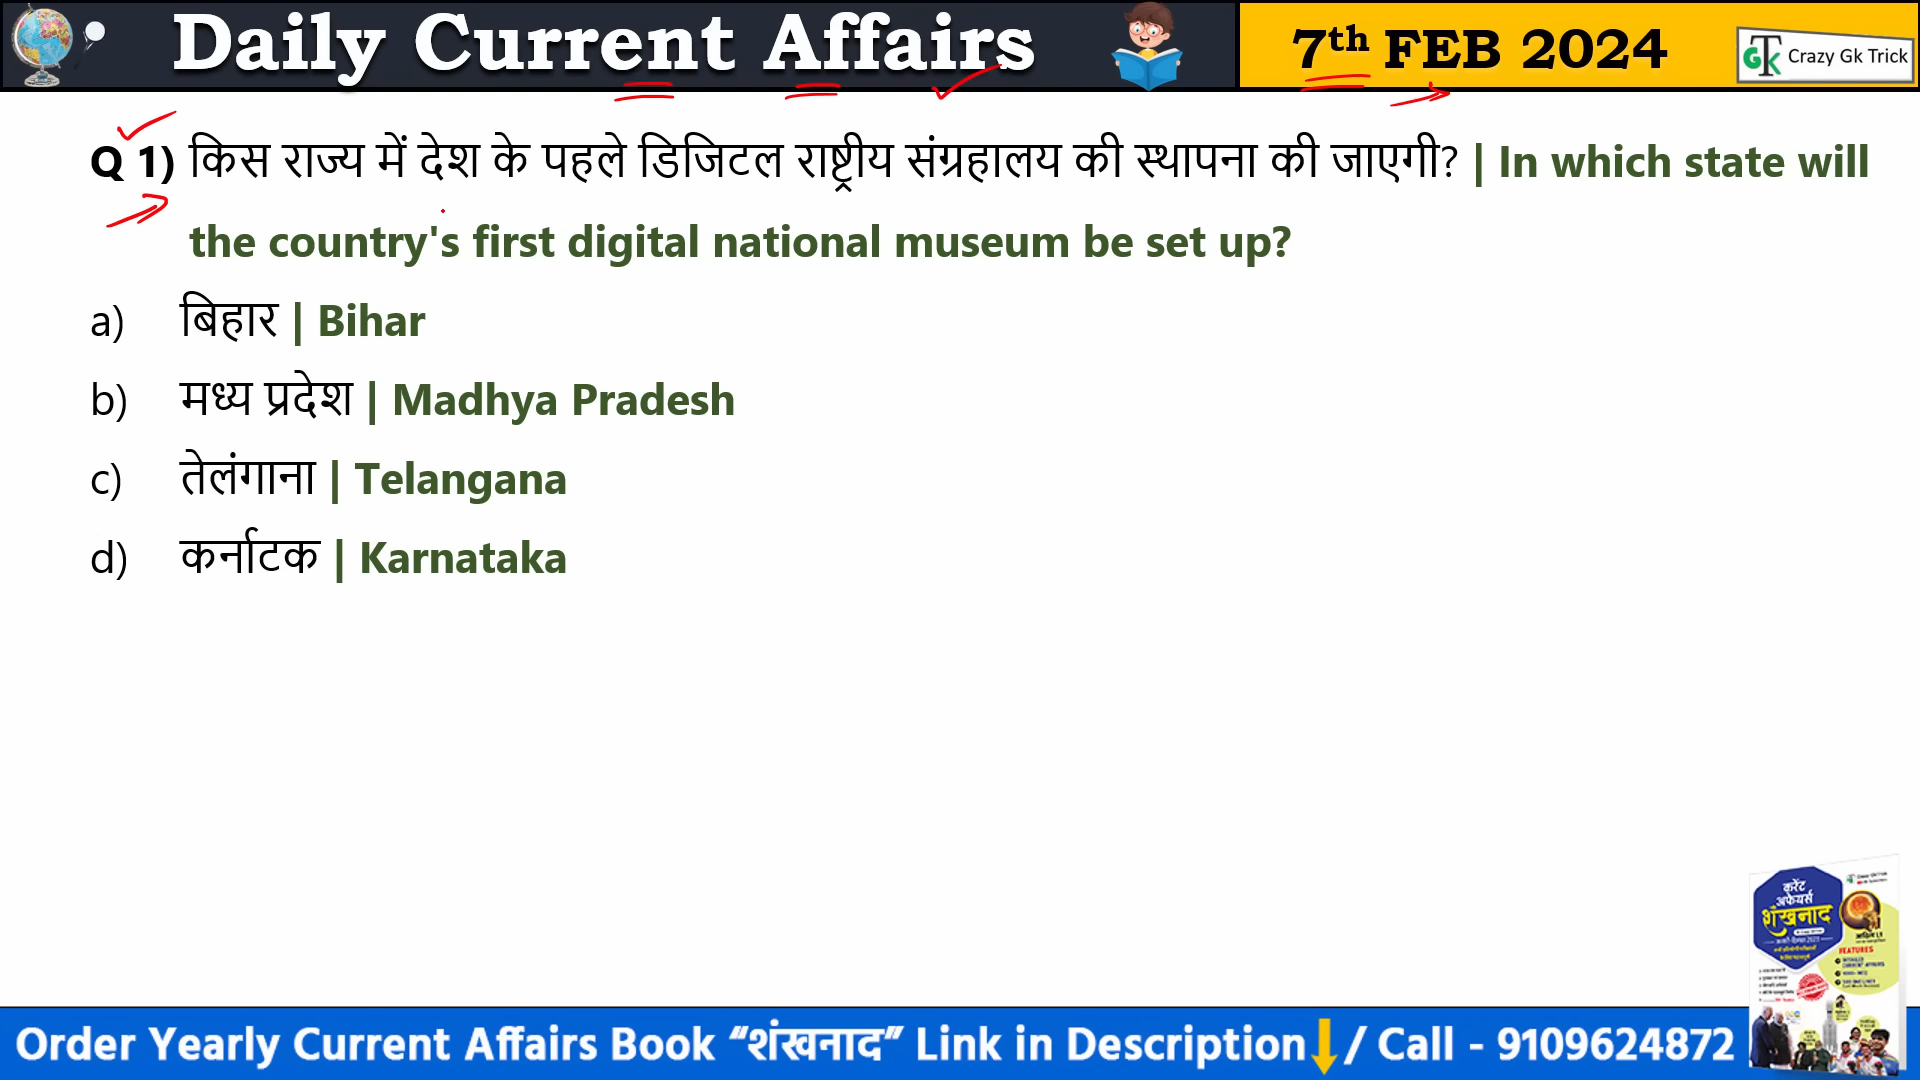 Daily Current Affairs
7th FEB 2024
GTK Crazy Gk Trick
Q 1) किस राज्य में देश के पहले डिजिटल राष्ट्रीय संग्रहालय की स्थापना की जाएगी? | In which state will
the country's first digital national museum be set up?
a) बिहार | Bihar
b) मध्य प्रदेश | Madhya Pradesh
c) तेलंगाना | Telangana
d) कर्नाटक | Karnataka
करेंट
अफेयर्स
शंखनाद
FEATURES
Order Yearly Current Affairs Book “शंखनाद” Link in Description / Call - 9109624872